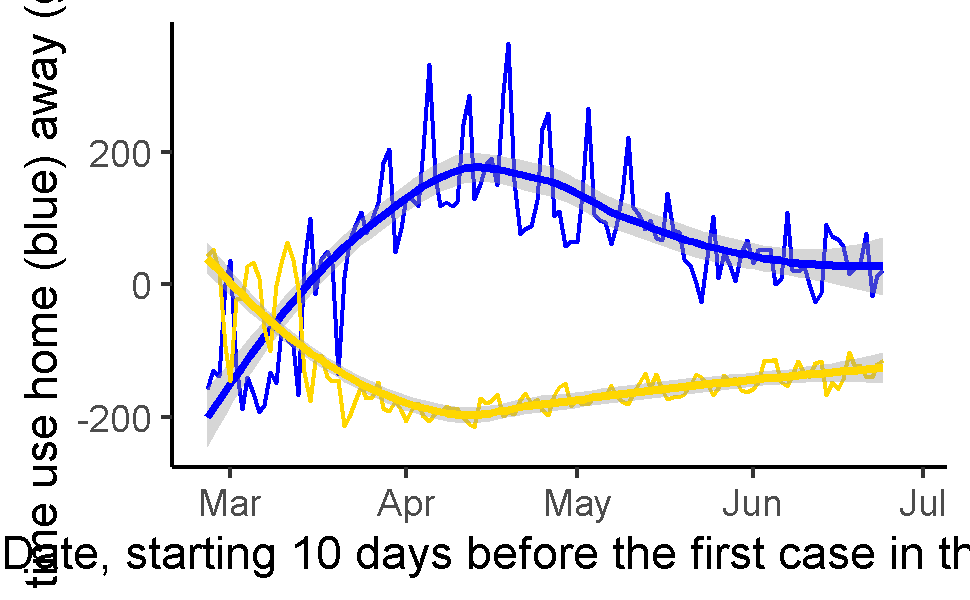 time use home (blue) away (
200
0
-200
Mar Apr May Jun Jul
Date, starting 10 days before the first case in th